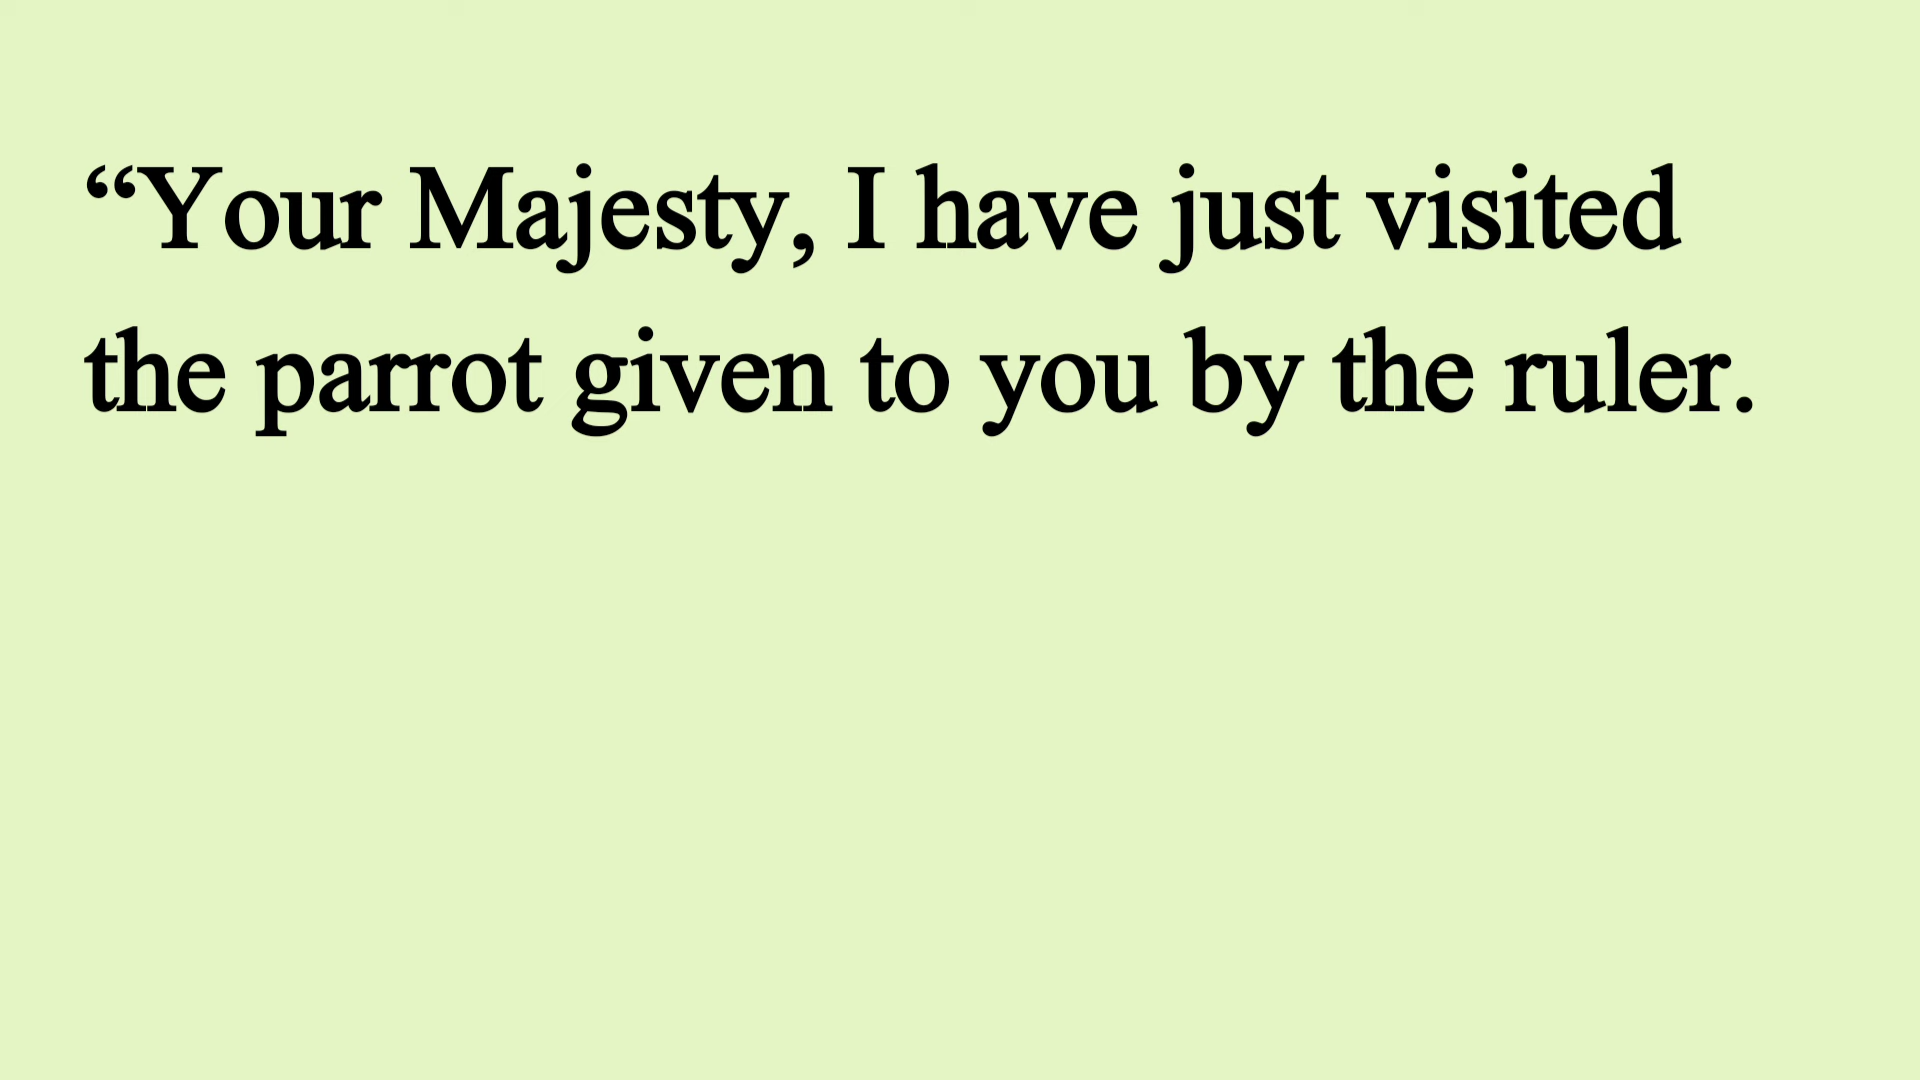 “Your Majesty, I have just visited
the parrot given to you by the ruler.